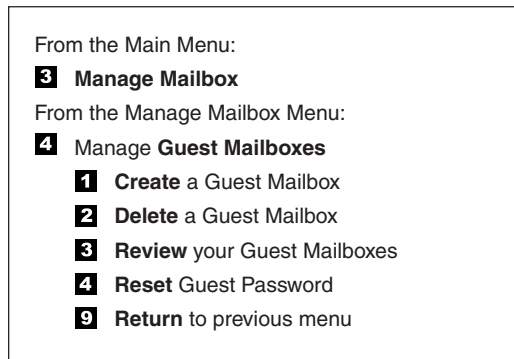 From the Main Menu:
3 Manage Mailbox
From the Manage Mailbox Menu:
4 Manage Guest Mailboxes
1 Create a Guest Mailbox
2 Delete a Guest Mailbox
3 Review your Guest Mailboxes
4 Reset Guest Password
9 Return to previous menu